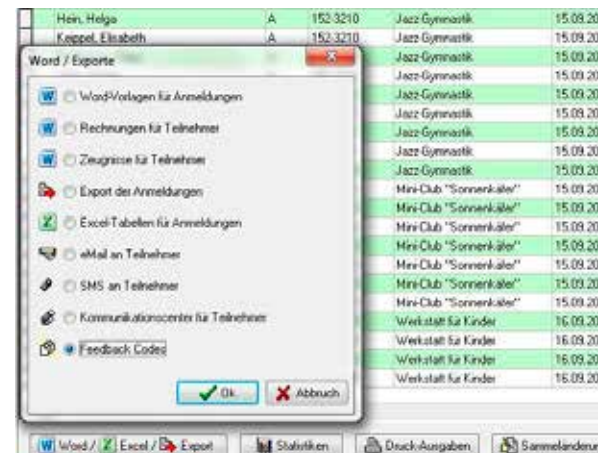 Hein, Helga A 152-3210 Jazz-Gymnastik 15.09.20
Keppel, Elisabeth A 152-3210 Jazz-Gymnastik 15.09.20
Word / Exporte
Jazz-Gymnastik 15.09.20
Jazz-Gymnastik 15.09.20
Jazz-Gymnastik 15.09.20
Jazz-Gymnastik 15.09.20
Jazz-Gymnastik 15.09.20
Jazz-Gymnastik 15.09.20
Jazz-Gymnastik 15.09.20
Mini-Club "Sonnenkäfer" 15.09.20
Mini-Club "Sonnenkäfer" 15.09.20
Mini-Club "Sonnenkäfer" 15.09.20
Mini-Club "Sonnenkäfer" 15.09.20
Mini-Club "Sonnenkäfer" 15.09.20
Mini-Club "Sonnenkäfer" 15.09.20
Mini-Club "Sonnenkäfer" 15.09.20
Werkstatt für Kinder 16.09.20
Werkstatt für Kinder 16.09.20
Werkstatt für Kinder 16.09.20
Werkstatt für Kinder 16.09.20
Word-Vorlagen für Anmeldungen
Rechnungen für Teilnehmer
Zeugnisse für Teilnehmer
Export der Anmeldungen
Excel-Tabellen für Anmeldungen
eMail an Teilnehmer
SMS an Teilnehmer
Kommunikationscenter für Teilnehmer
Feedback Codes
Ok Abbruch
Word / Excel / Export Statistiken Druck-Ausgaben Sammeländerun